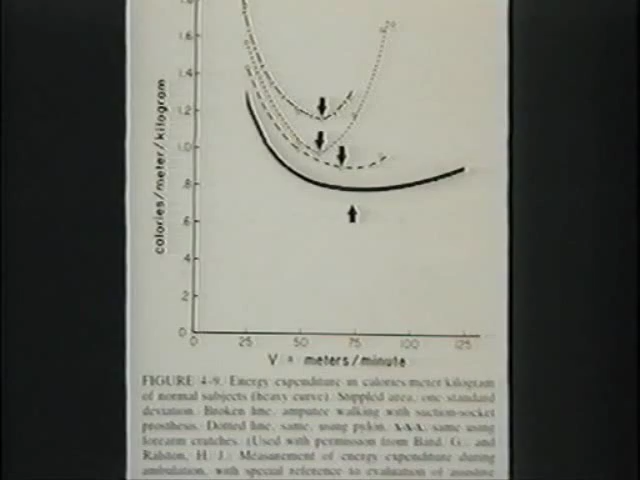 1.8
1.6
1.4
1.2
1.0
.8
.6
.4
.2
0
calories/meter/kilogram
0 25 50 75 100 125
V = meters/minute
FIGURE 4-9. Energy expenditure in calories/meter/kilogram
of normal subjects (heavy curve). Stippled area, one standard
deviation. Broken line, amputee walking with suction-socket
prosthesis. Dotted line, same, using pylon. XXX, same using
forearm crutches. (Used with permission from Bard, G., and
Ralston, H. J.: Measurement of energy expenditure during
ambulation, with special reference to evaluation of assistive